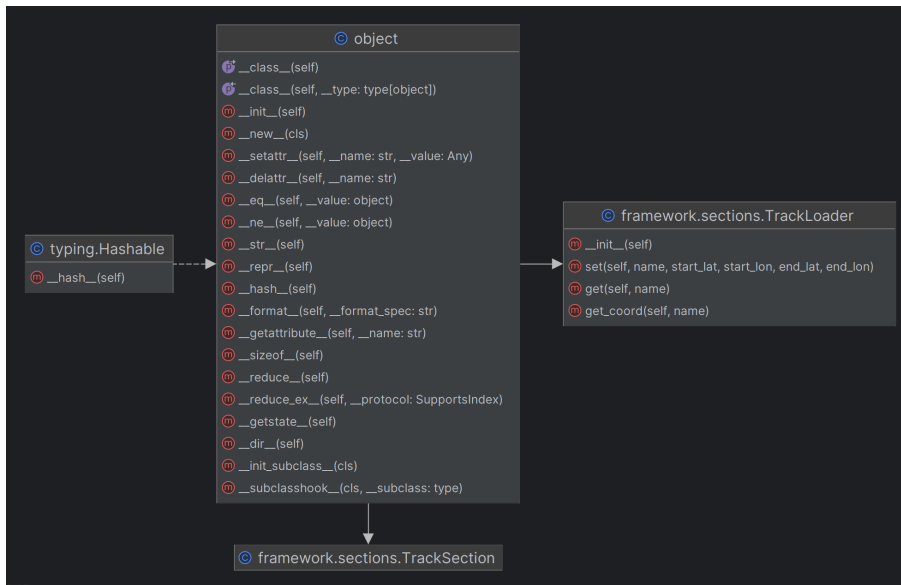 object
__class__(self)
__class__(self, __type: type[object])
__init__(self)
__new__(cls)
__setattr__(self, __name: str, __value: Any)
__delattr__(self, __name: str)
__eq__(self, __value: object)
__ne__(self, __value: object)
__str__(self)
__repr__(self)
__hash__(self)
__format__(self, __format_spec: str)
__getattribute__(self, __name: str)
__sizeof__(self)
__reduce__(self)
__reduce_ex__(self, __protocol: SupportsIndex)
__getstate__(self)
__dir__(self)
__init_subclass__(cls)
__subclasshook__(cls, __subclass: type)
typing.Hashable
__hash__(self)
framework.sections.TrackLoader
__init__(self)
set(self, name, start_lat, start_lon, end_lat, end_lon)
get(self, name)
get_coord(self, name)
framework.sections.TrackSection